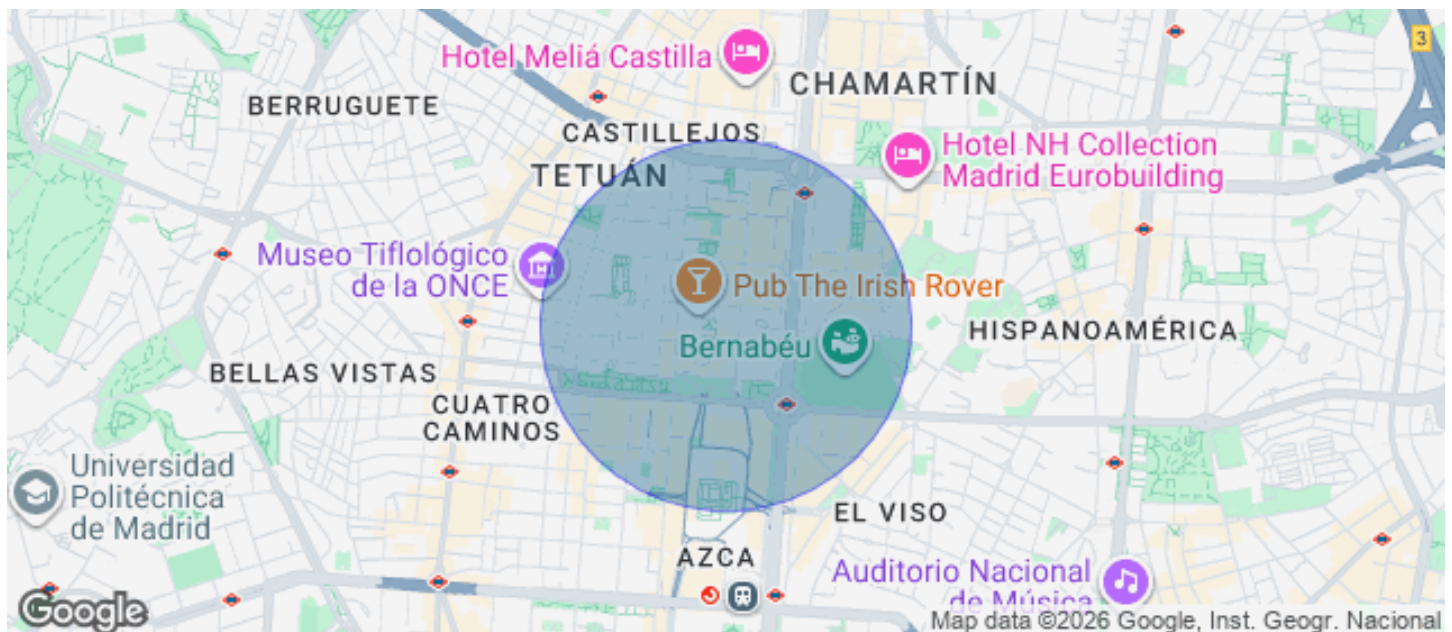 3
Hotel Meliá Castilla
CHAMARTÍN
BERRUGUETE
CASTILLEJOS
Hotel NH Collection
Madrid Eurobuilding
TETUÁN
Museo Tiflológico
de la ONCE
Pub The Irish Rover
Bernabéu
HISPANOAMÉRICA
BELLAS VISTAS
CUATRO
CAMINOS
Universidad
Politécnica
de Madrid
EL VISO
AZCA
Auditorio Nacional
de Música
Google
Map data ©2026 Google, Inst. Geogr. Nacional